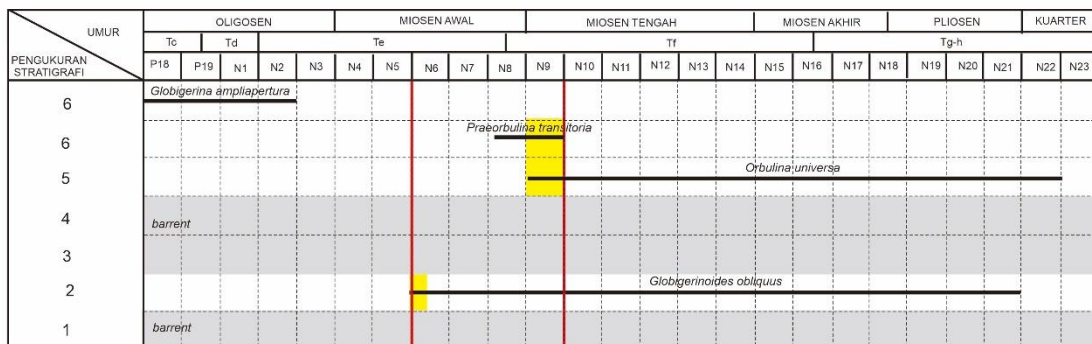 UMUR
OLIGOSEN MIOSEN AWAL MIOSEN TENGAH MIOSEN AKHIR PLIOSEN KUARTER
Tc Td Te Tf Tg-h
PENGUKURAN
STRATIGRAFI
P18 P19 N1 N2 N3 N4 N5 N6 N7 N8 N9 N10 N11 N12 N13 N14 N15 N16 N17 N18 N19 N20 N21 N22 N23
6 Globigerina ampliapertura
6 Praeorbulina transitoria
5 Orbulina universa
4 barrent
3
2 Globigerinoides obliquus
1 barrent